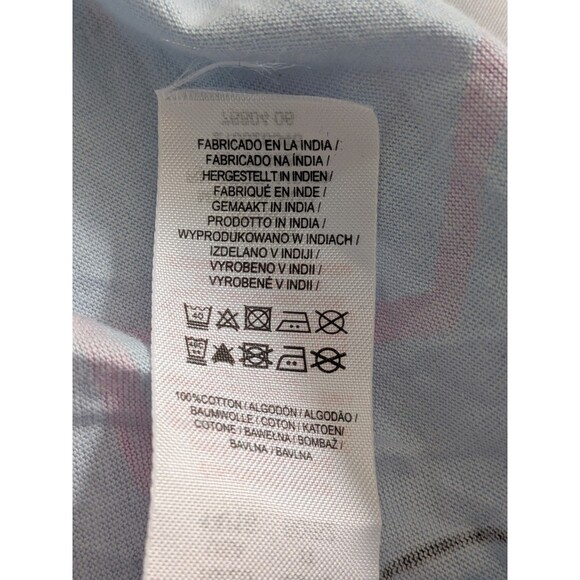 FABRICADO EN LA INDIA /
FABRICADO NA ÍNDIA /
HERGESTELLT IN INDIEN /
FABRIQUÉ EN INDE /
GEMAAKT IN INDIA /
PRODOTTO IN INDIA /
WYPRODUKOWANO W INDIACH /
IZDELANO V INDIJI /
VYROBENO V INDII /
VYROBENÉ V INDII /
40
40C
100%COTTON / ALGODÓN / ALGODÃO /
BAUMWOLLE / COTON / KATOEN/
COTONE / BAWEŁNA / BOMBAŽ /
BAVLNA / BAVLNA